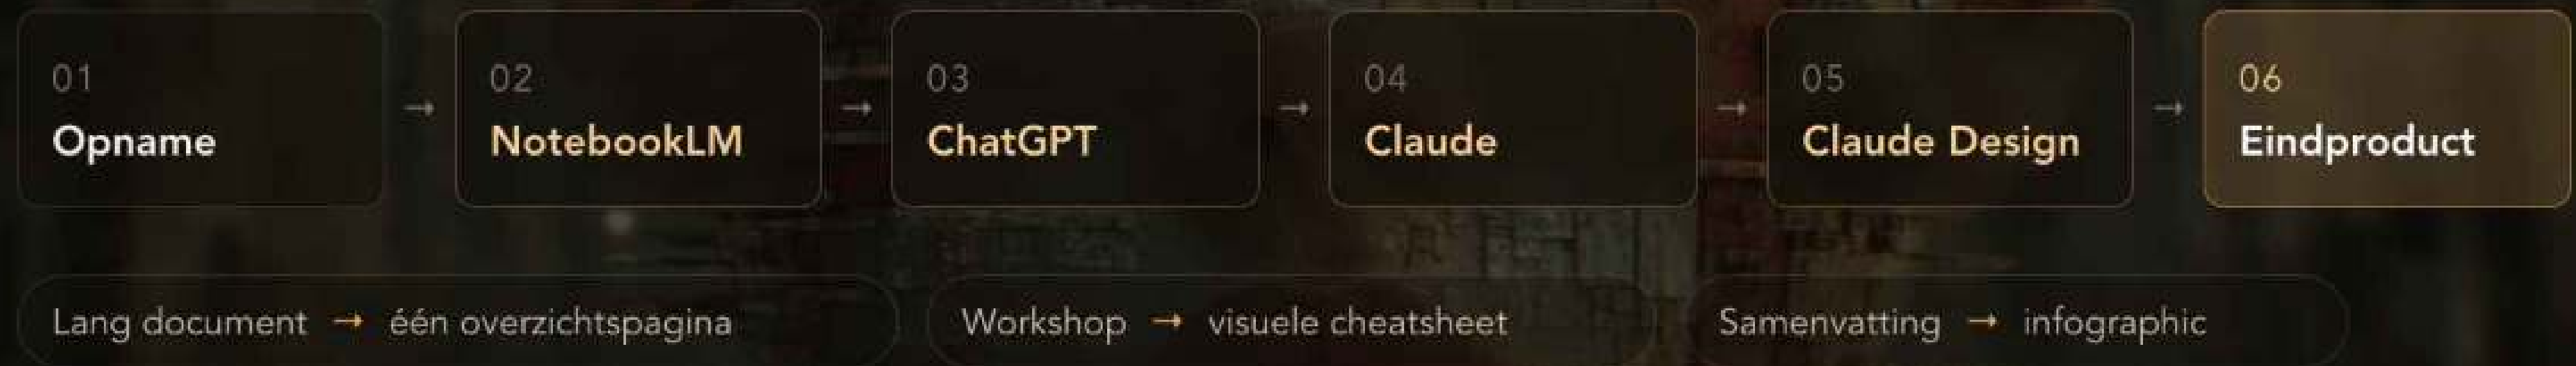 01
Opname
→
02
NotebookLM
→
03
ChatGPT
→
04
Claude
→
05
Claude Design
→
06
Eindproduct
Lang document → één overzichtspagina
Workshop → visuele cheatsheet
Samenvatting → infographic